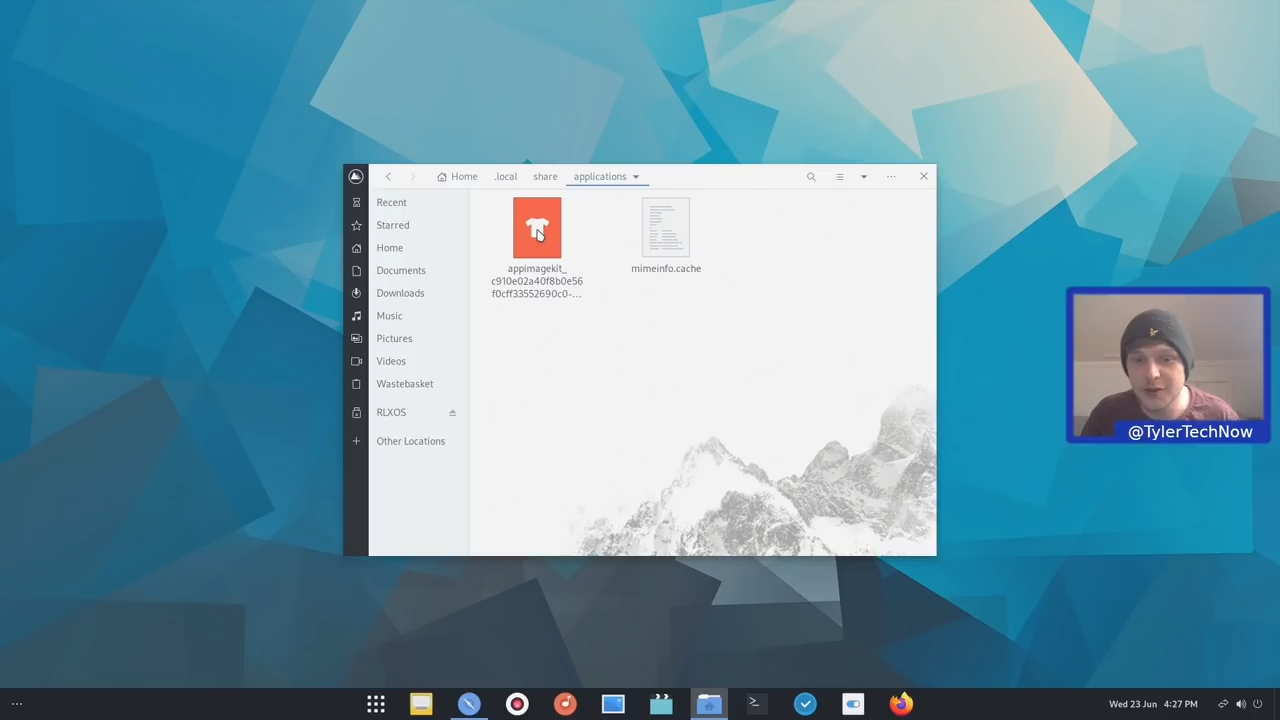 Home .local share applications
Recent
Starred
Home
Documents
Downloads
Music
Pictures
Videos
Wastebasket
RLXOS
Other Locations
appimagekit_
c910e02a40f8b0e56
f0cff33552690c0-...
mimeinfo.cache
@TylerTechNow
Wed 23 Jun 4:27 PM